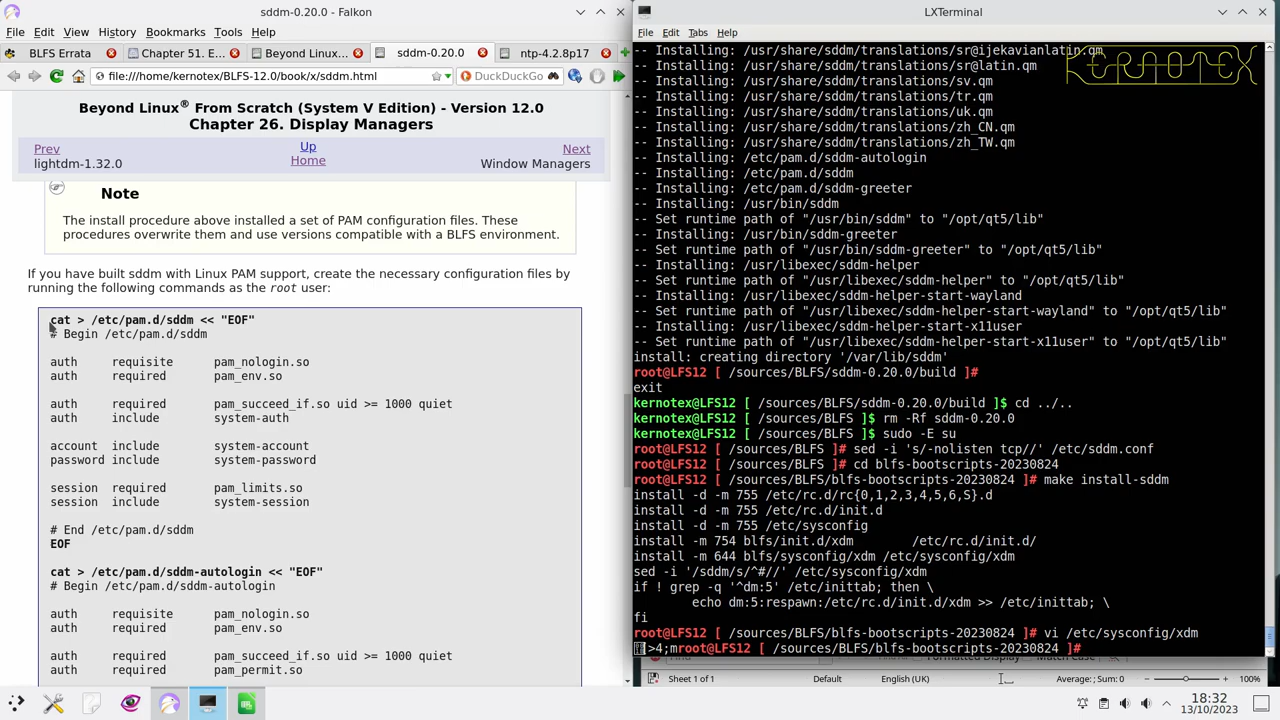 sddm-0.20.0 — Falkon
File Edit View History Bookmarks Tools Help
BLFS Errata
Chapter 51. E...
Beyond Linux...
sddm-0.20.0
ntp-4.2.8p17
file:///home/kernotex/BLFS-12.0/book/x/sddm.html
DuckDuckGo
Beyond Linux® From Scratch (System V Edition) - Version 12.0
Chapter 26. Display Managers
Prev
Up
Next
lightdm-1.32.0
Home
Window Managers
Note
The install procedure above installed a set of PAM configuration files. These
procedures overwrite them and use versions compatible with a BLFS environment.
If you have built sddm with Linux PAM support, create the necessary configuration files by
running the following commands as the root user:
cat > /etc/pam.d/sddm << "EOF"
# Begin /etc/pam.d/sddm
auth requisite pam_nologin.so
auth required pam_env.so
auth required pam_succeed_if.so uid >= 1000 quiet
auth include system-auth
account include system-account
password include system-password
session required pam_limits.so
session include system-session
# End /etc/pam.d/sddm
EOF
cat > /etc/pam.d/sddm-autologin << "EOF"
# Begin /etc/pam.d/sddm-autologin
auth requisite pam_nologin.so
auth required pam_env.so
auth required pam_succeed_if.so uid >= 1000 quiet
auth required pam_permit.so
LXTerminal
File Edit Tabs Help
KERNOTEX
-- Installing: /usr/share/sddm/translations/sr@ijekavianlatin.qm
-- Installing: /usr/share/sddm/translations/sr@latin.qm
-- Installing: /usr/share/sddm/translations/sv.qm
-- Installing: /usr/share/sddm/translations/tr.qm
-- Installing: /usr/share/sddm/translations/uk.qm
-- Installing: /usr/share/sddm/translations/zh_CN.qm
-- Installing: /usr/share/sddm/translations/zh_TW.qm
-- Installing: /etc/pam.d/sddm-autologin
-- Installing: /etc/pam.d/sddm
-- Installing: /etc/pam.d/sddm-greeter
-- Installing: /usr/bin/sddm
-- Set runtime path of "/usr/bin/sddm" to "/opt/qt5/lib"
-- Installing: /usr/bin/sddm-greeter
-- Set runtime path of "/usr/bin/sddm-greeter" to "/opt/qt5/lib"
-- Installing: /usr/libexec/sddm-helper
-- Set runtime path of "/usr/libexec/sddm-helper" to "/opt/qt5/lib"
-- Installing: /usr/libexec/sddm-helper-start-wayland
-- Set runtime path of "/usr/libexec/sddm-helper-start-wayland" to "/opt/qt5/lib"
-- Installing: /usr/libexec/sddm-helper-start-x11user
-- Set runtime path of "/usr/libexec/sddm-helper-start-x11user" to "/opt/qt5/lib"
install: creating directory '/var/lib/sddm'
root@LFS12 [ /sources/BLFS/sddm-0.20.0/build ]#
exit
kernotex@LFS12 [ /sources/BLFS/sddm-0.20.0/build ]$ cd ../..
kernotex@LFS12 [ /sources/BLFS ]$ rm -Rf sddm-0.20.0
kernotex@LFS12 [ /sources/BLFS ]$ sudo -E su
root@LFS12 [ /sources/BLFS ]# sed -i 's/-nolisten tcp//' /etc/sddm.conf
root@LFS12 [ /sources/BLFS ]# cd blfs-bootscripts-20230824
root@LFS12 [ /sources/BLFS/blfs-bootscripts-20230824 ]# make install-sddm
install -d -m 755 /etc/rc.d/rc{0,1,2,3,4,5,6,S}.d
install -d -m 755 /etc/rc.d/init.d
install -d -m 755 /etc/sysconfig
install -m 754 blfs/init.d/xdm /etc/rc.d/init.d/
install -m 644 blfs/sysconfig/xdm /etc/sysconfig/xdm
sed -i '/sddm/s/^#//' /etc/sysconfig/xdm
if ! grep -q '^dm:5' /etc/inittab; then \
echo dm:5:respawn:/etc/rc.d/init.d/xdm >> /etc/inittab; \
fi
root@LFS12 [ /sources/BLFS/blfs-bootscripts-20230824 ]# vi /etc/sysconfig/xdm
>4;mroot@LFS12 [ /sources/BLFS/blfs-bootscripts-20230824 ]#
Sheet 1 of 1
Default
English (UK)
Average: ; Sum: 0
100%
18:32
13/10/2023